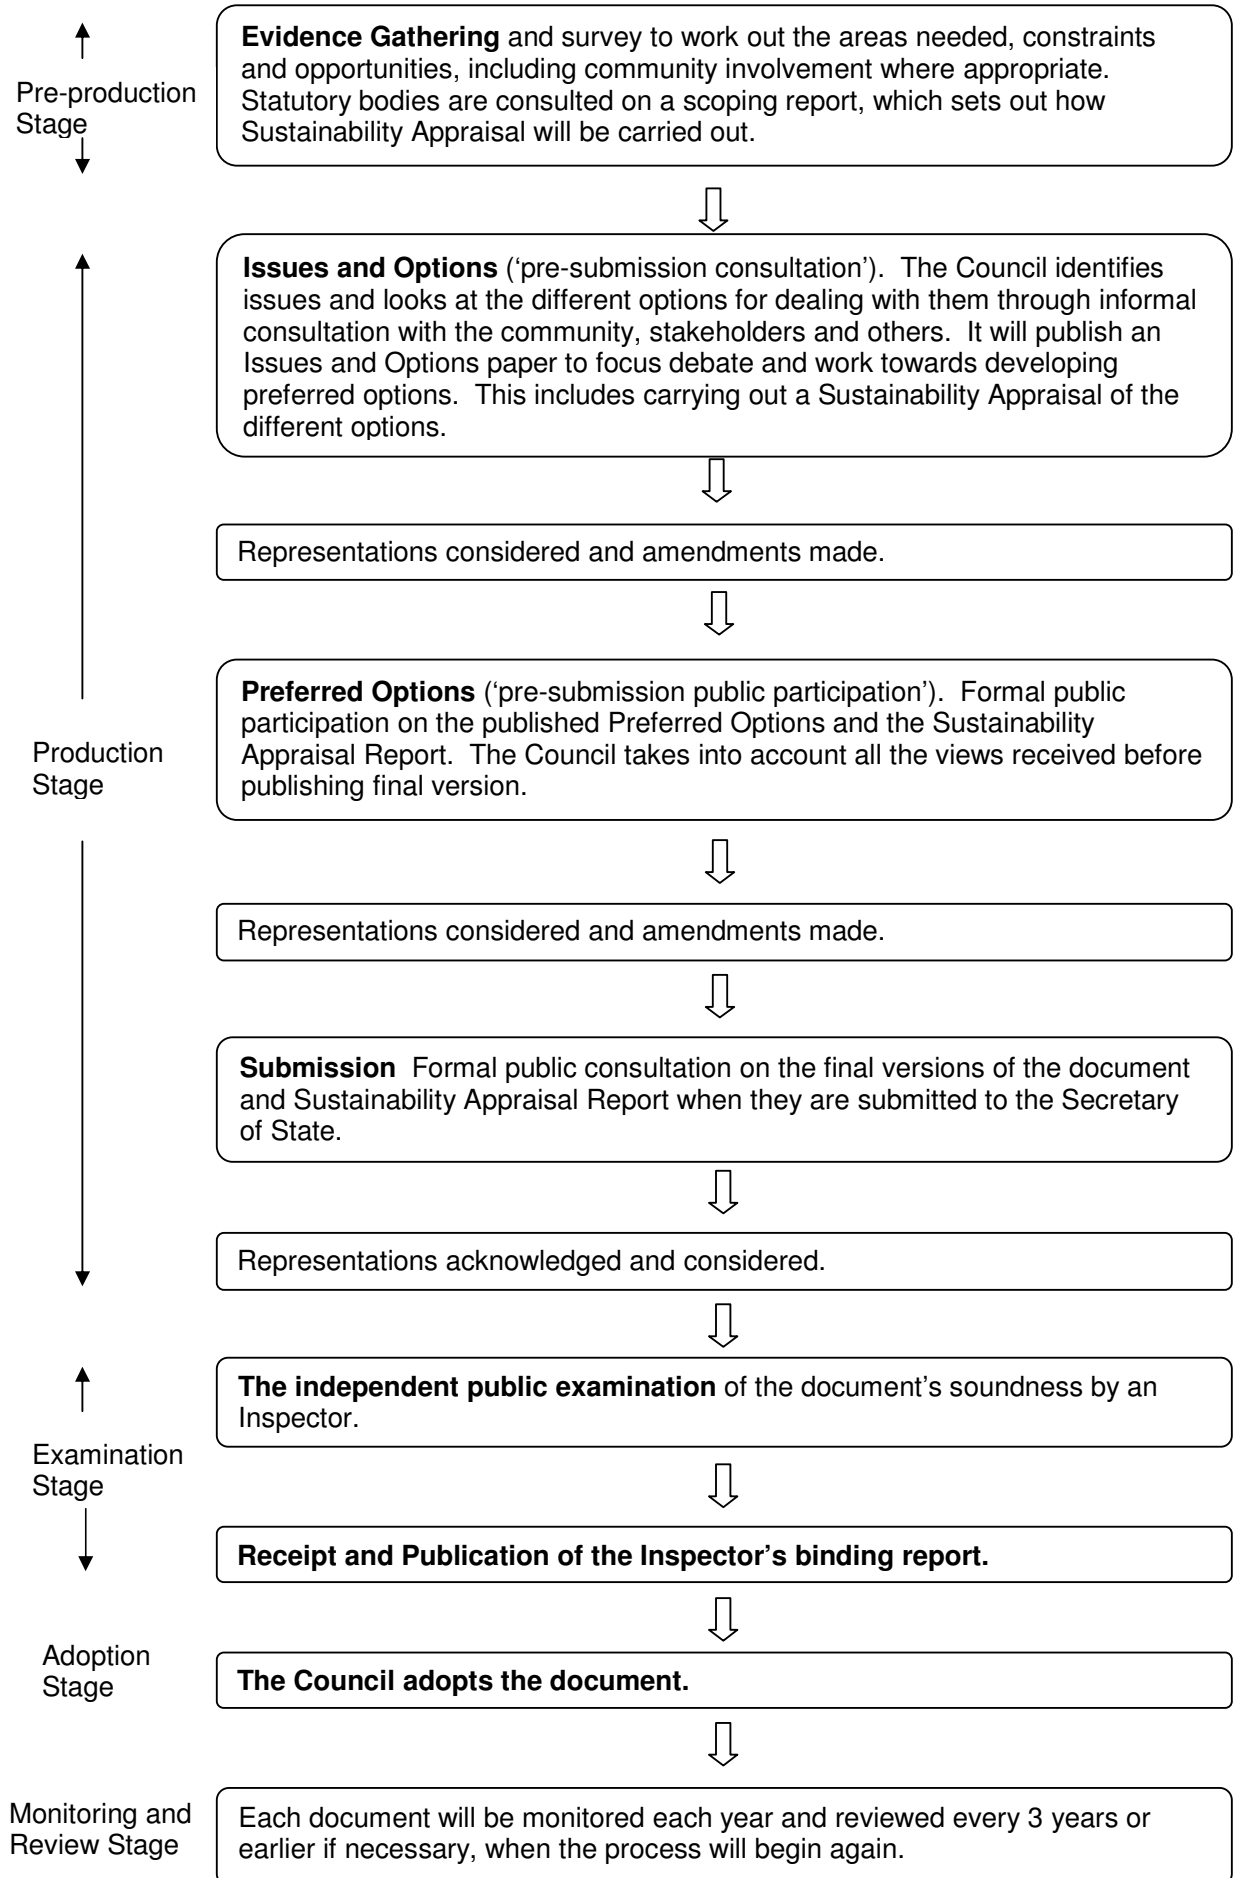 Pre-production
Stage
Evidence Gathering and survey to work out the areas needed, constraints
and opportunities, including community involvement where appropriate.
Statutory bodies are consulted on a scoping report, which sets out how
Sustainability Appraisal will be carried out.
Issues and Options (‘pre-submission consultation’). The Council identifies
issues and looks at the different options for dealing with them through informal
consultation with the community, stakeholders and others. It will publish an
Issues and Options paper to focus debate and work towards developing
preferred options. This includes carrying out a Sustainability Appraisal of the
different options.
Representations considered and amendments made.
Production
Stage
Preferred Options (‘pre-submission public participation’). Formal public
participation on the published Preferred Options and the Sustainability
Appraisal Report. The Council takes into account all the views received before
publishing final version.
Representations considered and amendments made.
Submission Formal public consultation on the final versions of the document
and Sustainability Appraisal Report when they are submitted to the Secretary
of State.
Representations acknowledged and considered.
Examination
Stage
The independent public examination of the document’s soundness by an
Inspector.
Receipt and Publication of the Inspector’s binding report.
Adoption
Stage
The Council adopts the document.
Monitoring and
Review Stage
Each document will be monitored each year and reviewed every 3 years or
earlier if necessary, when the process will begin again.